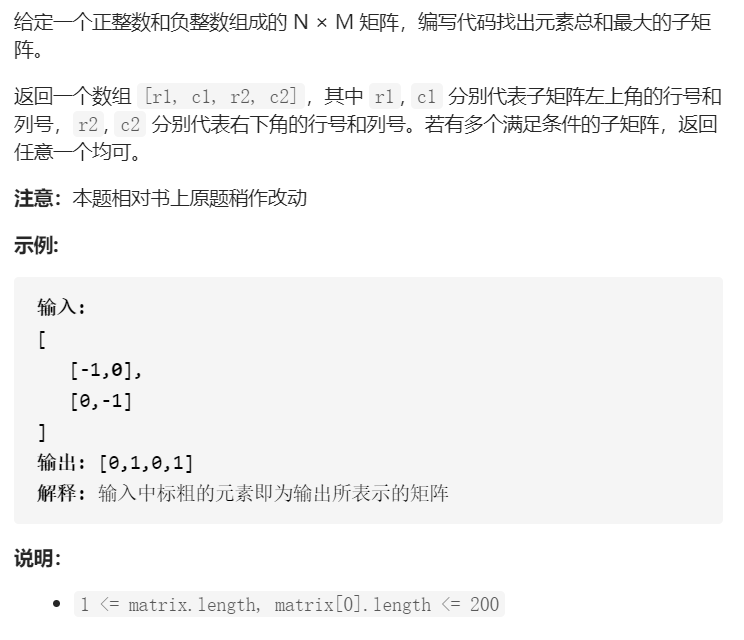 给定一个正整数和负整数组成的 N × M 矩阵，编写代码找出元素总和最大的子矩
阵。
返回一个数组 [r1, c1, r2, c2]，其中 r1, c1 分别代表子矩阵左上角的行号和
列号，r2, c2 分别代表右下角的行号和列号。若有多个满足条件的子矩阵，返回
任意一个均可。
注意：本题相对书上原题稍作改动
示例:
输入:
[
[-1,0],
[0,-1]
]
输出: [0,1,0,1]
解释: 输入中标粗的元素即为输出所表示的矩阵
说明:
• 1 <= matrix.length, matrix[0].length <= 200